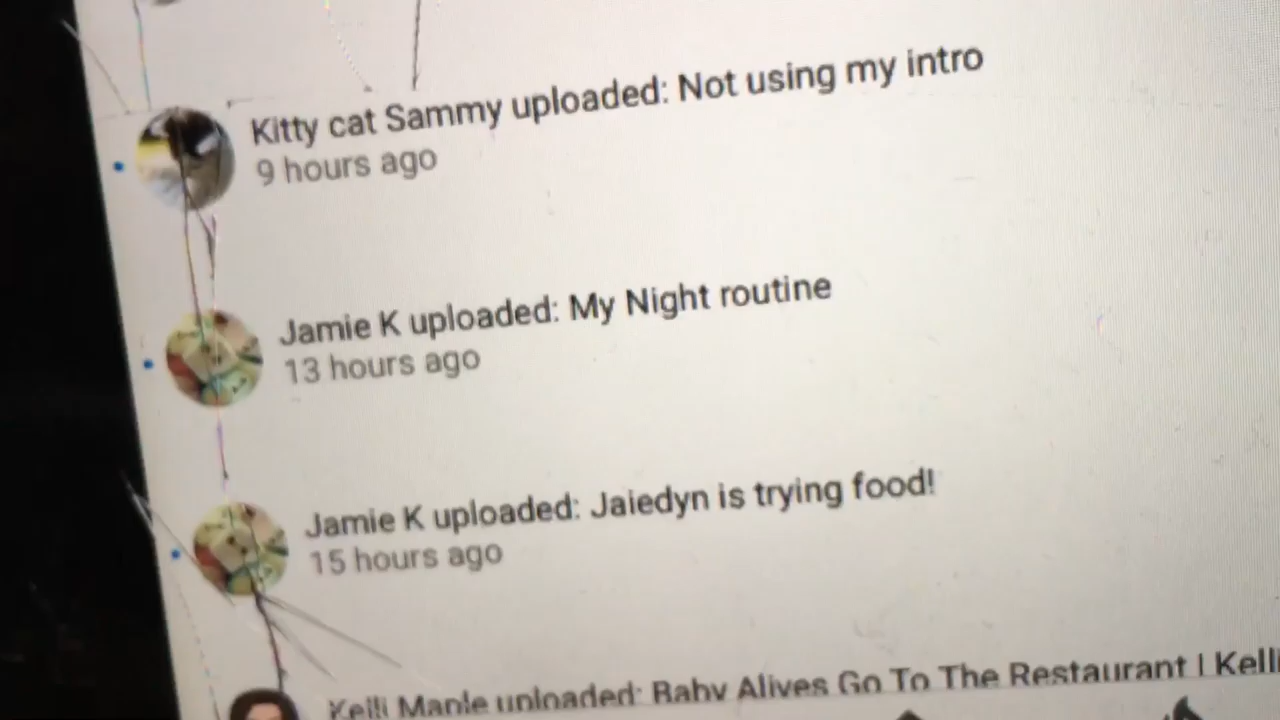 Kitty cat Sammy uploaded: Not using my intro
9 hours ago
Jamie K uploaded: My Night routine
13 hours ago
Jamie K uploaded: Jaiedyn is trying food!
15 hours ago
Kelli Maple uploaded: Baby Alives Go To The Restaurant | Kelli